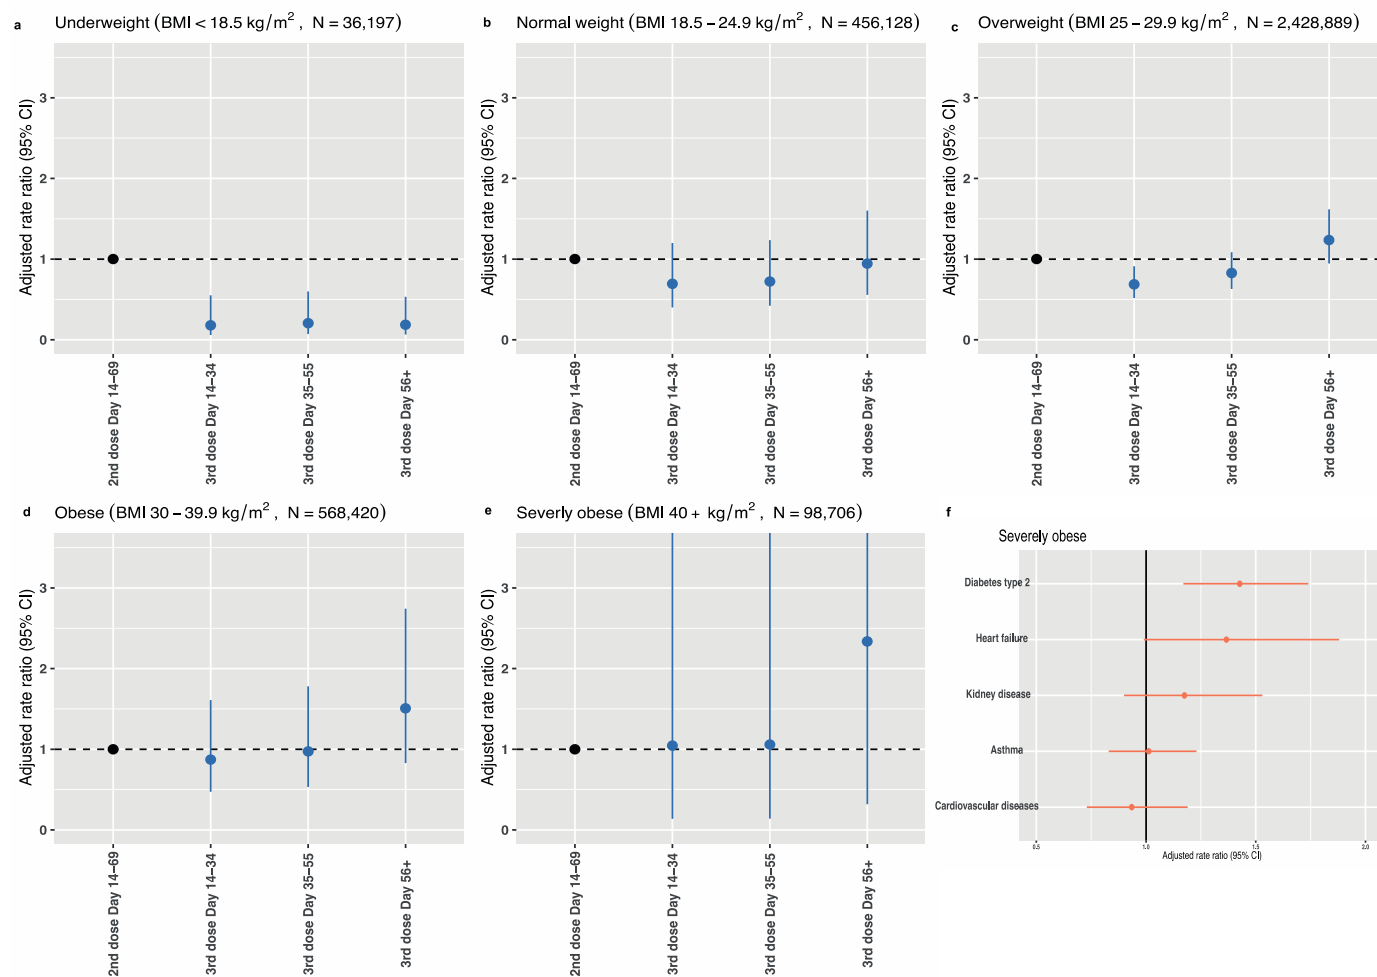 a Underweight (BMI < 18.5 kg/m², N = 36,197)
Adjusted rate ratio (95% CI)
3
2
1
0
2nd dose Day 14–69
3rd dose Day 14–34
3rd dose Day 35–55
3rd dose Day 56+
b Normal weight (BMI 18.5 – 24.9 kg/m², N = 456,128)
Adjusted rate ratio (95% CI)
3
2
1
0
2nd dose Day 14–69
3rd dose Day 14–34
3rd dose Day 35–55
3rd dose Day 56+
c Overweight (BMI 25 – 29.9 kg/m², N = 2,428,889)
Adjusted rate ratio (95% CI)
3
2
1
0
2nd dose Day 14–69
3rd dose Day 14–34
3rd dose Day 35–55
3rd dose Day 56+
d Obese (BMI 30 – 39.9 kg/m², N = 568,420)
Adjusted rate ratio (95% CI)
3
2
1
0
2nd dose Day 14–69
3rd dose Day 14–34
3rd dose Day 35–55
3rd dose Day 56+
e Severly obese (BMI 40 + kg/m², N = 98,706)
Adjusted rate ratio (95% CI)
3
2
1
0
2nd dose Day 14–69
3rd dose Day 14–34
3rd dose Day 35–55
3rd dose Day 56+
f
Severely obese
Diabetes type 2
Heart failure
Kidney disease
Asthma
Cardiovascular diseases
0.5 1.0 2.0
Adjusted rate ratio (95% CI)